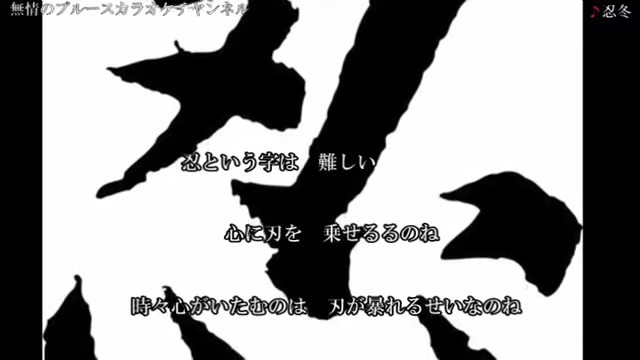 無情のブルースカラオケチャンネル
♪忍冬
忍という字は　難しい
心に刃を　乗せるるのね
時々心がいたむのは　刃が暴れるせいなのね